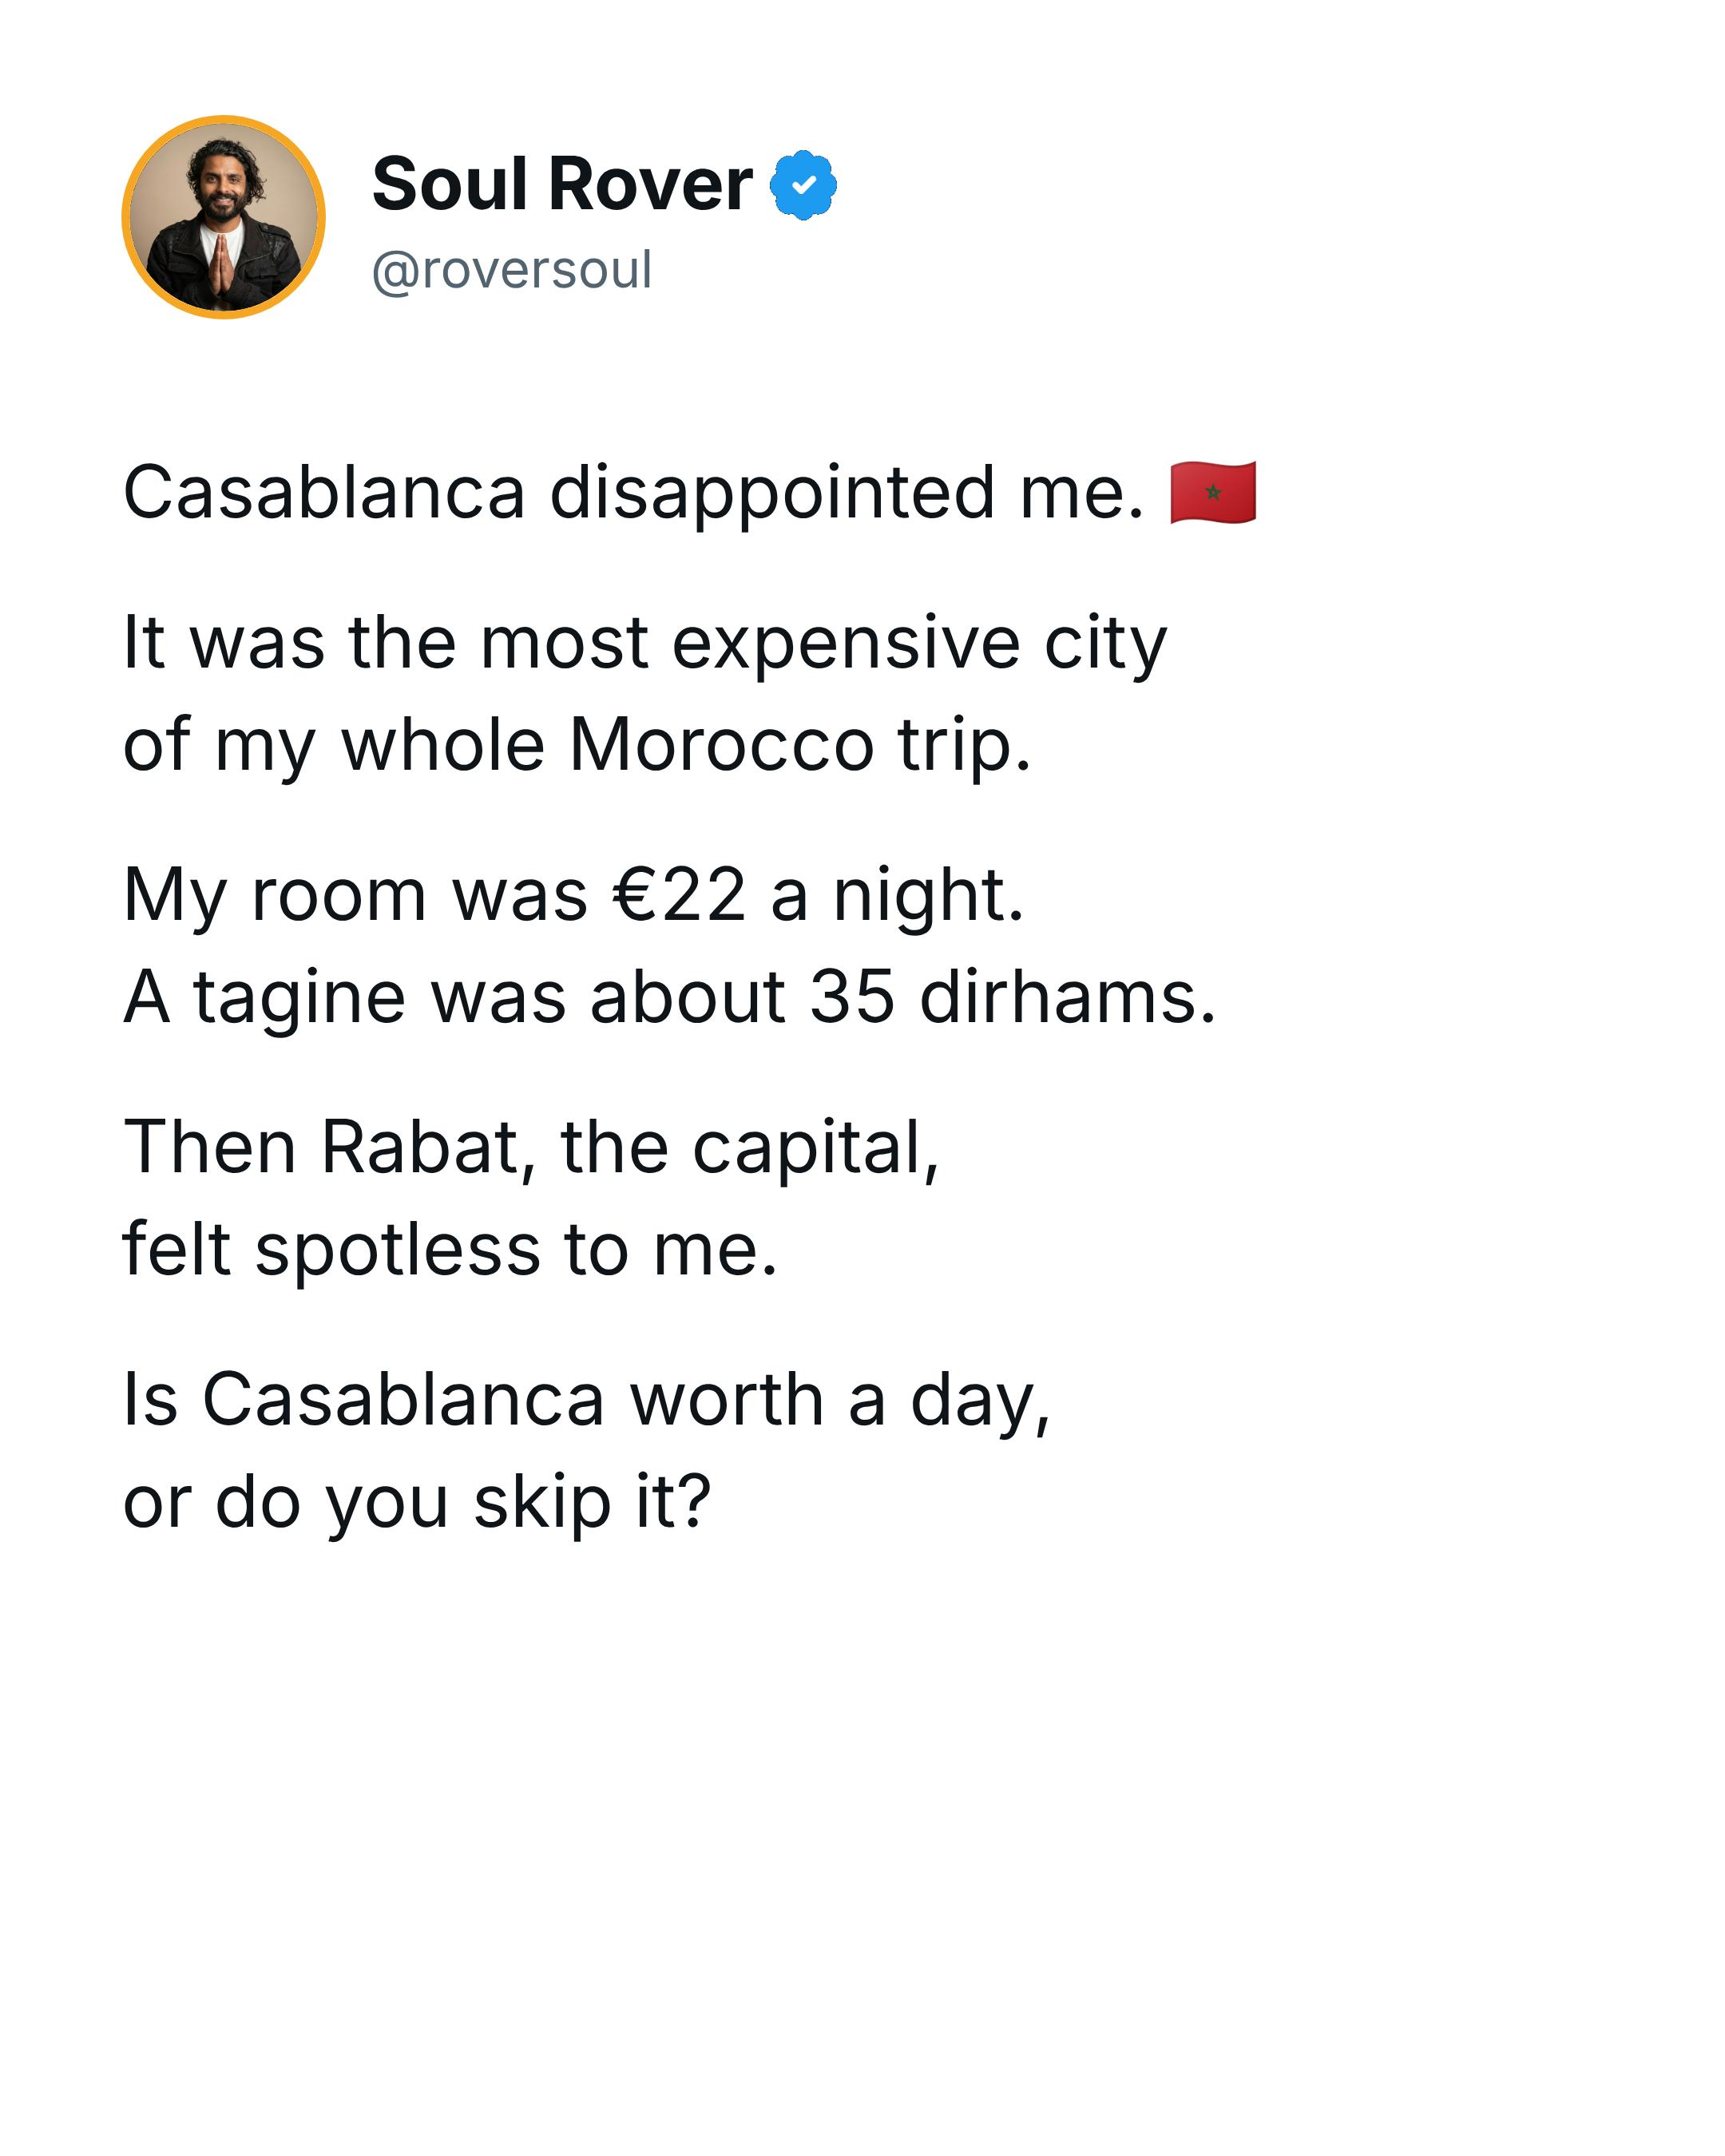 Soul Rover
@roversoul
Casablanca disappointed me. 🇲🇦
It was the most expensive city
of my whole Morocco trip.
My room was €22 a night.
A tagine was about 35 dirhams.
Then Rabat, the capital,
felt spotless to me.
Is Casablanca worth a day,
or do you skip it?